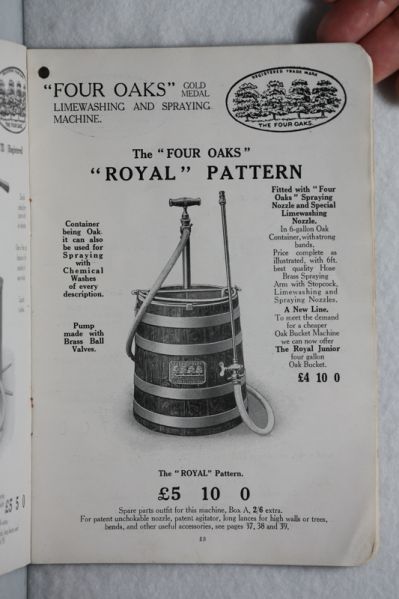 "FOUR OAKS" GOLD MEDAL
LIMEWASHING AND SPRAYING
MACHINE.
REGISTERED TRADE MARK
THE FOUR OAKS.
The "FOUR OAKS"
"ROYAL" PATTERN
Container
being Oak
it can also
be used for
Spraying
with
Chemical
Washes
of every
description.
Pump
made with
Brass Ball
Valves.
Fitted with "Four
Oaks" Spraying
Nozzle and Special
Limewashing
Nozzle.
In 6-gallon Oak
Container, with strong
bands.
Price complete as
illustrated, with 6ft.
best quality Hose
Brass Spraying
Arm with Stopcock,
Limewashing and
Spraying Nozzles.
A New Line.
To meet the demand
for a cheaper
Oak Bucket Machine
we can now offer
The Royal Junior
four gallon
Oak Bucket.
£4 10 0
The "ROYAL" Pattern.
£5 10 0
Spare parts outfit for this machine, Box A, 2/6 extra.
For patent unchokable nozzle, patent agitator, long lances for high walls or trees,
bends, and other useful accessories, see pages 37, 38 and 39.
£5 5 0